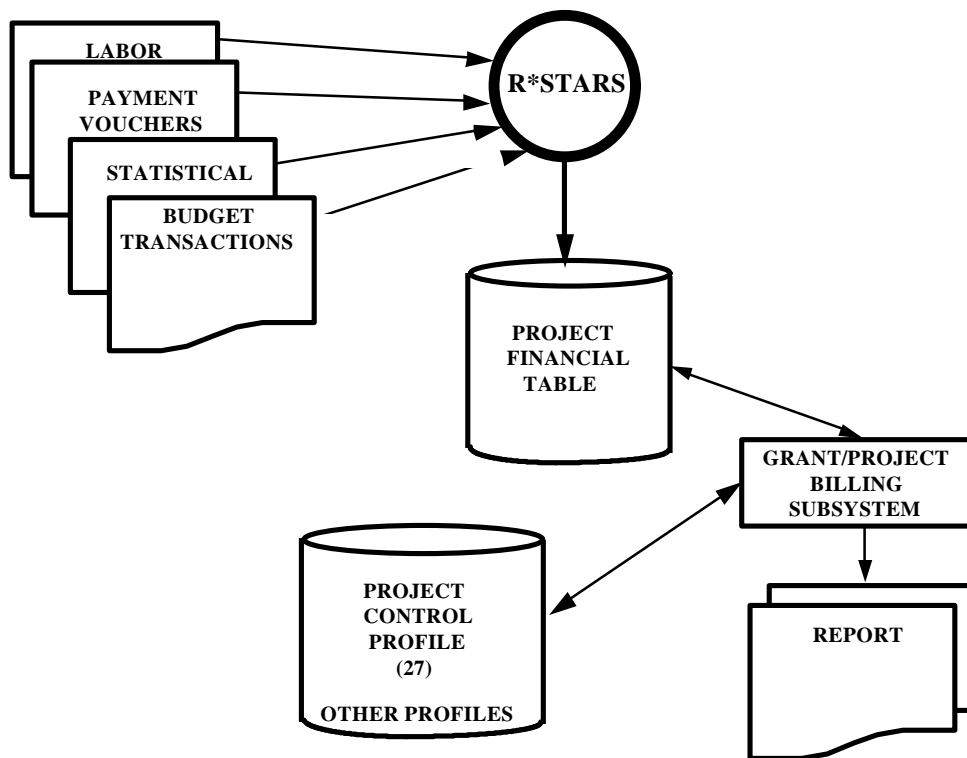 LABOR
PAYMENT
VOUCHERS
STATISTICAL
BUDGET
TRANSACTIONS
R*STARS
PROJECT
FINANCIAL
TABLE
GRANT/PROJECT
BILLING
SUBSYSTEM
PROJECT
CONTROL
PROFILE
(27)
OTHER PROFILES
REPORT